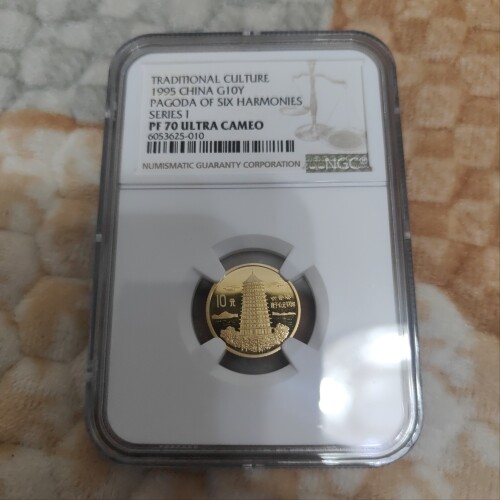 TRADITIONAL CULTURE
1995 CHINA G10Y
PAGODA OF SIX HARMONIES
SERIES I
PF 70 ULTRA CAMEO
6053625-010
NUMISMATIC GUARANTY CORPORATION
NGC
10元